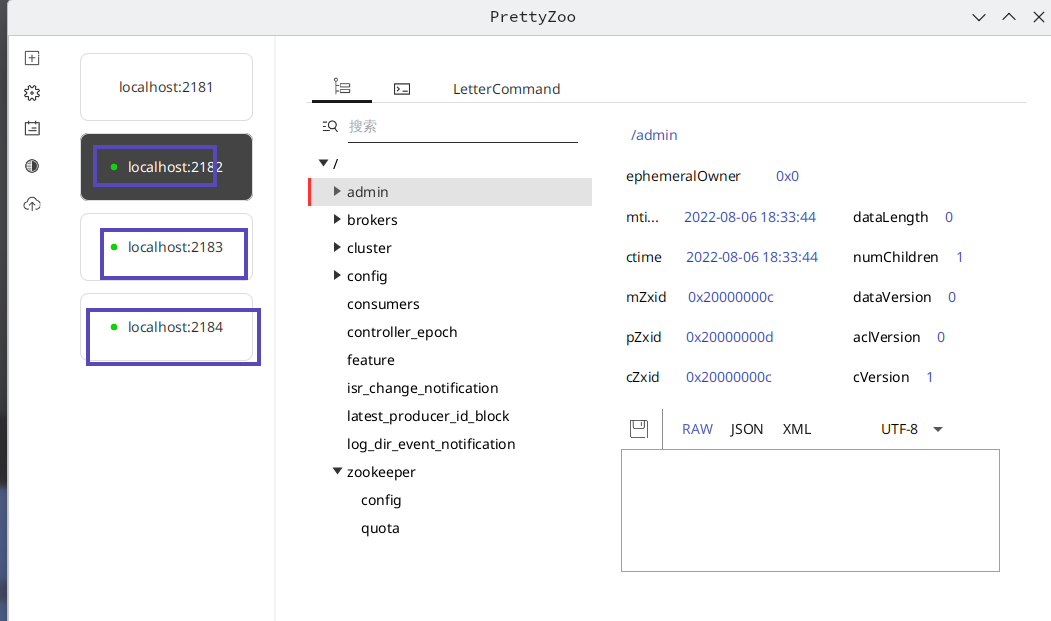 PrettyZoo
localhost:2181
localhost:2182
localhost:2183
localhost:2184
LetterCommand
搜索
/
admin
brokers
cluster
config
consumers
controller_epoch
feature
isr_change_notification
latest_producer_id_block
log_dir_event_notification
zookeeper
config
quota
/admin
ephemeralOwner 0x0
mti... 2022-08-06 18:33:44 dataLength 0
ctime 2022-08-06 18:33:44 numChildren 1
mZxid 0x20000000c dataVersion 0
pZxid 0x20000000d aclVersion 0
cZxid 0x20000000c cVersion 1
RAW JSON XML UTF-8